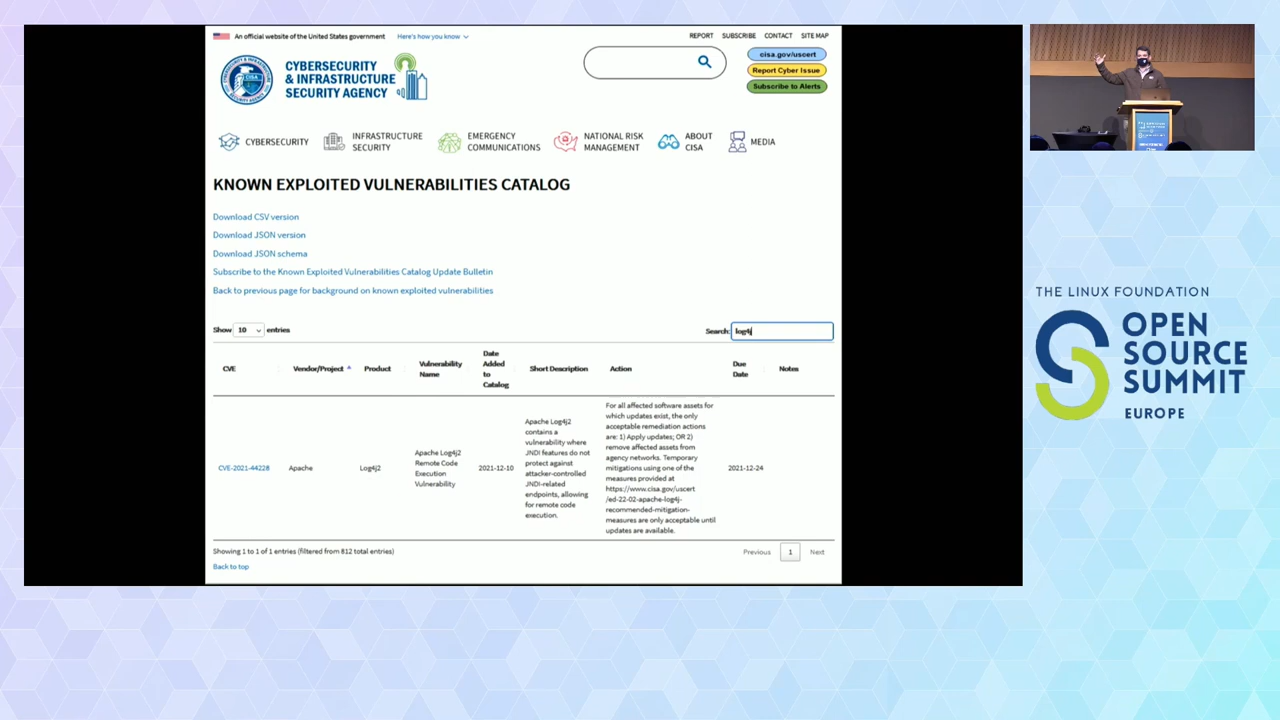 An official website of the United States government Here's how you know
REPORT SUBSCRIBE CONTACT SITE MAP
CYBERSECURITY
& INFRASTRUCTURE
SECURITY AGENCY
cisa.gov/uscert
Report Cyber Issue
Subscribe to Alerts
CYBERSECURITY
INFRASTRUCTURE
SECURITY
EMERGENCY
COMMUNICATIONS
NATIONAL RISK
MANAGEMENT
ABOUT
CISA
MEDIA
KNOWN EXPLOITED VULNERABILITIES CATALOG
Download CSV version
Download JSON version
Download JSON schema
Subscribe to the Known Exploited Vulnerabilities Catalog Update Bulletin
Back to previous page for background on known exploited vulnerabilities
Show 10 entries
Search: log4j
CVE
Vendor/Project
Product
Vulnerability
Name
Date
Added
to
Catalog
Short Description
Action
Due
Date
Notes
CVE-2021-44228
Apache
Log4j2
Apache Log4j2
Remote Code
Execution
Vulnerability
2021-12-10
Apache Log4j2
contains a
vulnerability where
JNDI features do not
protect against
attacker-controlled
JNDI-related
endpoints, allowing
for remote code
execution.
For all affected software assets for
which updates exist, the only
acceptable remediation actions
are: 1) Apply updates; OR 2)
remove affected assets from
agency networks. Temporary
mitigations using one of the
measures provided at
https://www.cisa.gov/uscert
/ed-22-02-apache-log4j-
recommended-mitigation-
measures are only acceptable until
updates are available.
2021-12-24
Showing 1 to 1 of 1 entries (filtered from 812 total entries)
Previous 1 Next
Back to top
THE LINUX FOUNDATION
OPEN
SOURCE
SUMMIT
EUROPE